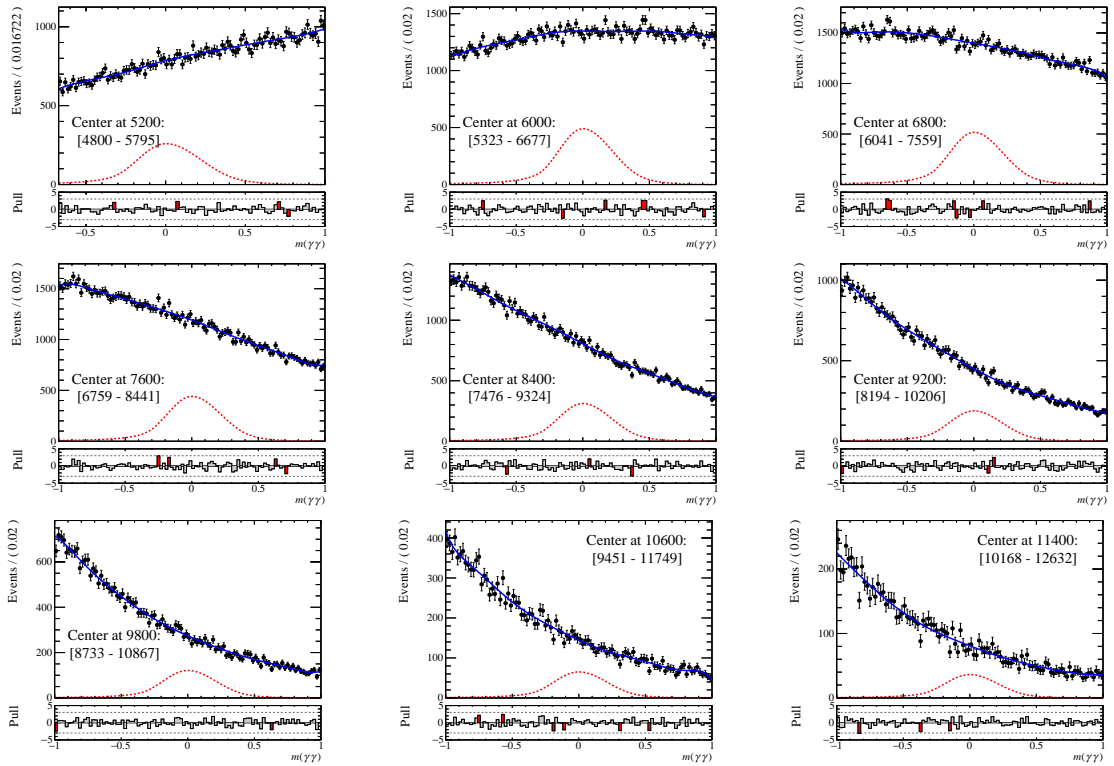 Events / ( 0.0016722 )
1000
500
0
Center at 5200:
[4800 - 5795]
Pull
5
0
−5
−0.5 0 0.5 1
m(γγ)
Events / ( 0.02 )
1500
1000
500
0
Center at 6000:
[5323 - 6677]
Pull
5
0
−5
−1 −0.5 0 0.5 1
m(γγ)
Events / ( 0.02 )
1500
1000
500
0
Center at 6800:
[6041 - 7559]
Pull
5
0
−5
−1 −0.5 0 0.5 1
m(γγ)
Events / ( 0.02 )
1500
1000
500
0
Center at 7600:
[6759 - 8441]
Pull
5
0
−5
−1 −0.5 0 0.5 1
m(γγ)
Events / ( 0.02 )
1000
500
0
Center at 8400:
[7476 - 9324]
Pull
5
0
−5
−1 −0.5 0 0.5 1
m(γγ)
Events / ( 0.02 )
1000
500
0
Center at 9200:
[8194 - 10206]
Pull
5
0
−5
−1 −0.5 0 0.5 1
m(γγ)
Events / ( 0.02 )
600
400
200
0
Center at 9800:
[8733 - 10867]
Pull
5
0
−5
−1 −0.5 0 0.5 1
m(γγ)
Events / ( 0.02 )
400
300
200
100
0
Center at 10600:
[9451 - 11749]
Pull
5
0
−5
−1 −0.5 0 0.5 1
m(γγ)
Events / ( 0.02 )
200
100
0
Center at 11400:
[10168 - 12632]
Pull
5
0
−5
−1 −0.5 0 0.5 1
m(γγ)